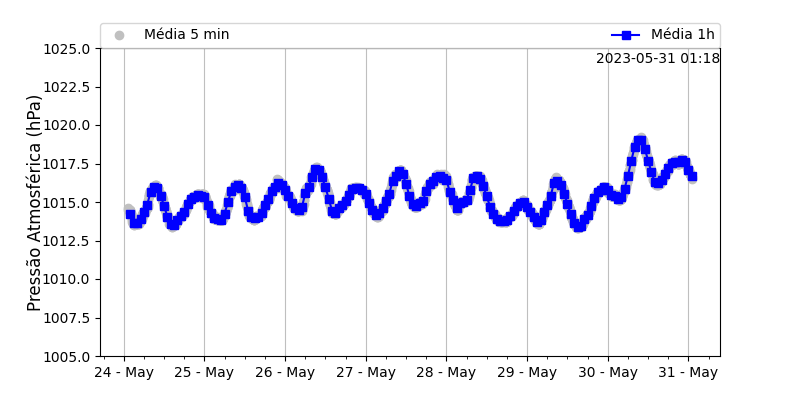 Média 5 min
Média 1h
2023-05-31 01:18
Pressão Atmosférica (hPa)
1025.0
1022.5
1020.0
1017.5
1015.0
1012.5
1010.0
1007.5
1005.0
24 - May
25 - May
26 - May
27 - May
28 - May
29 - May
30 - May
31 - May